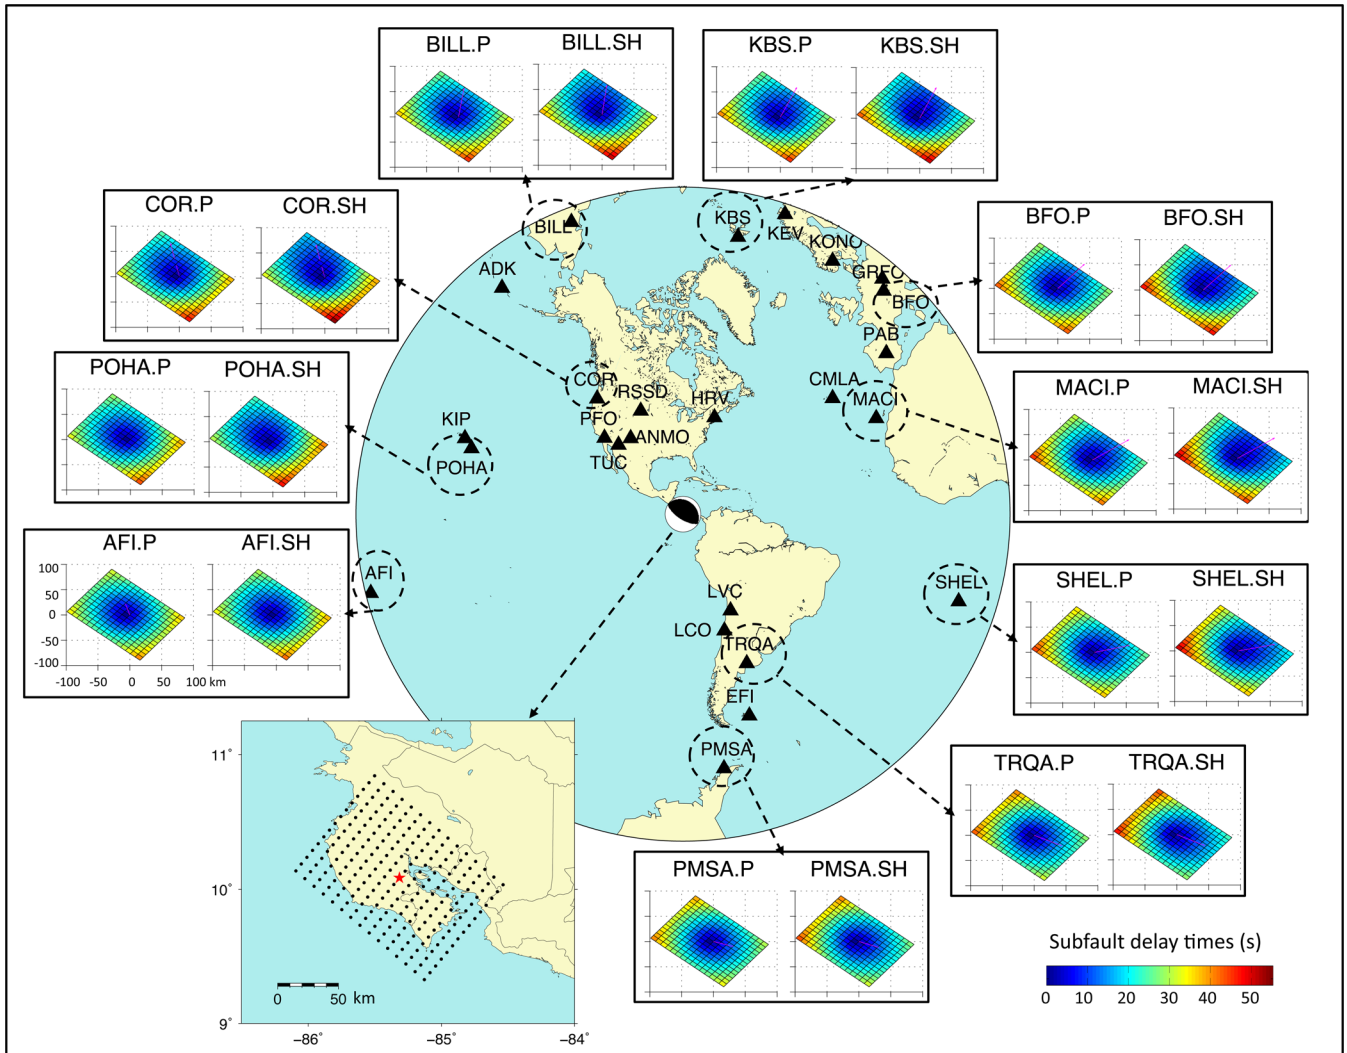 BILL.P BILL.SH
KBS.P KBS.SH
COR.P COR.SH
BFO.P BFO.SH
POHA.P POHA.SH
MACI.P MACI.SH
AFI.P AFI.SH
100
50
0
-50
-100
-100 -50 0 50 100 km
SHEL.P SHEL.SH
TRQA.P TRQA.SH
PMSA.P PMSA.SH
BILL
KBS
KEV
KONO
ADK
GRFO
BFO
PAB
COR
RSSD
CMLA
MACI
HRV
KIP
PFO
ANMO
TUC
POHA
AFI
SHEL
LVC
LCO
TRQA
EFI
PMSA
11°
10°
9°
0 50 km
−86° −85° −84°
Subfault delay times (s)
0 10 20 30 40 50